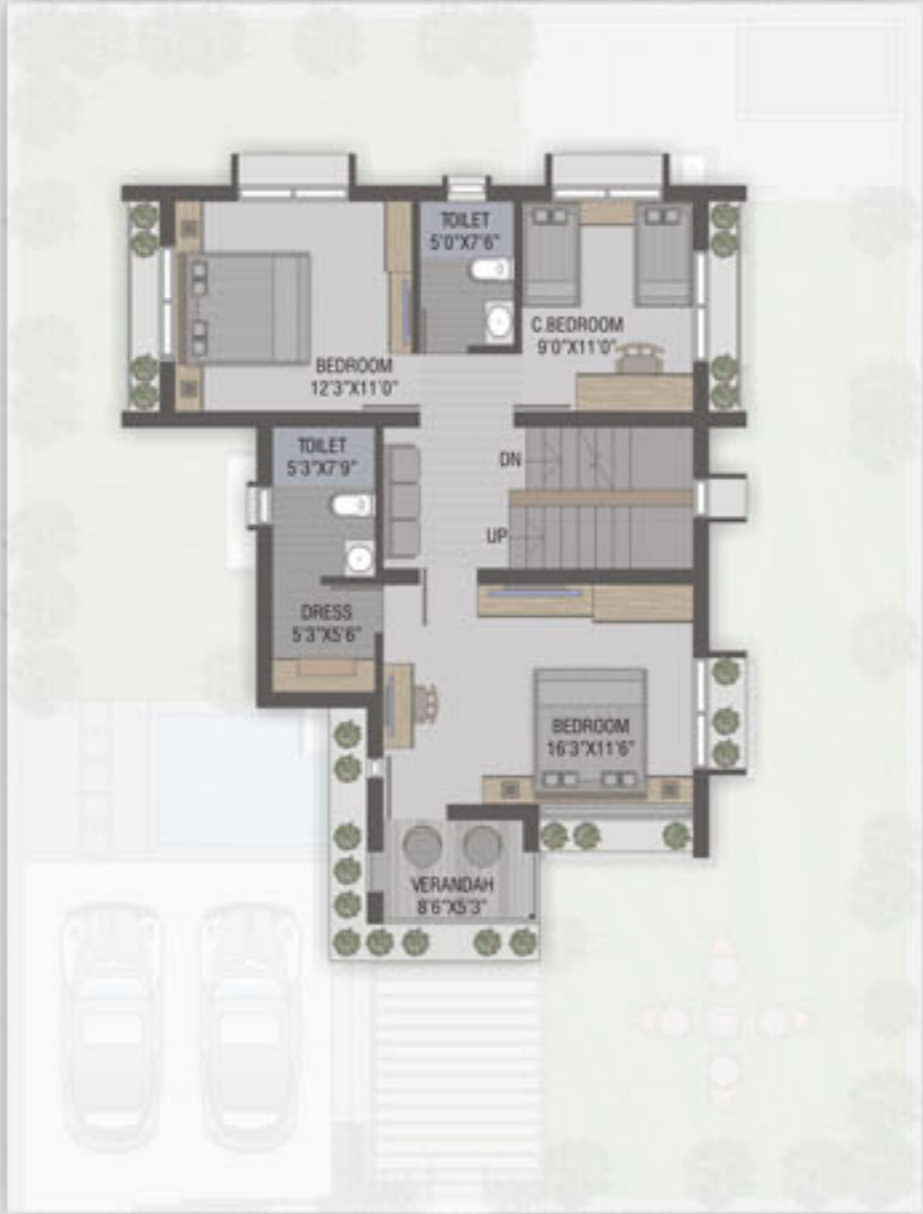 TOILET
5'0"X7'6"
C.BEDROOM
9'0"X11'0"
BEDROOM
12'3"X11'0"
TOILET
5'3"X7'9"
DN
UP
DRESS
5'3"X5'6"
BEDROOM
16'3"X11'6"
VERANDAH
8'6"X5'3"